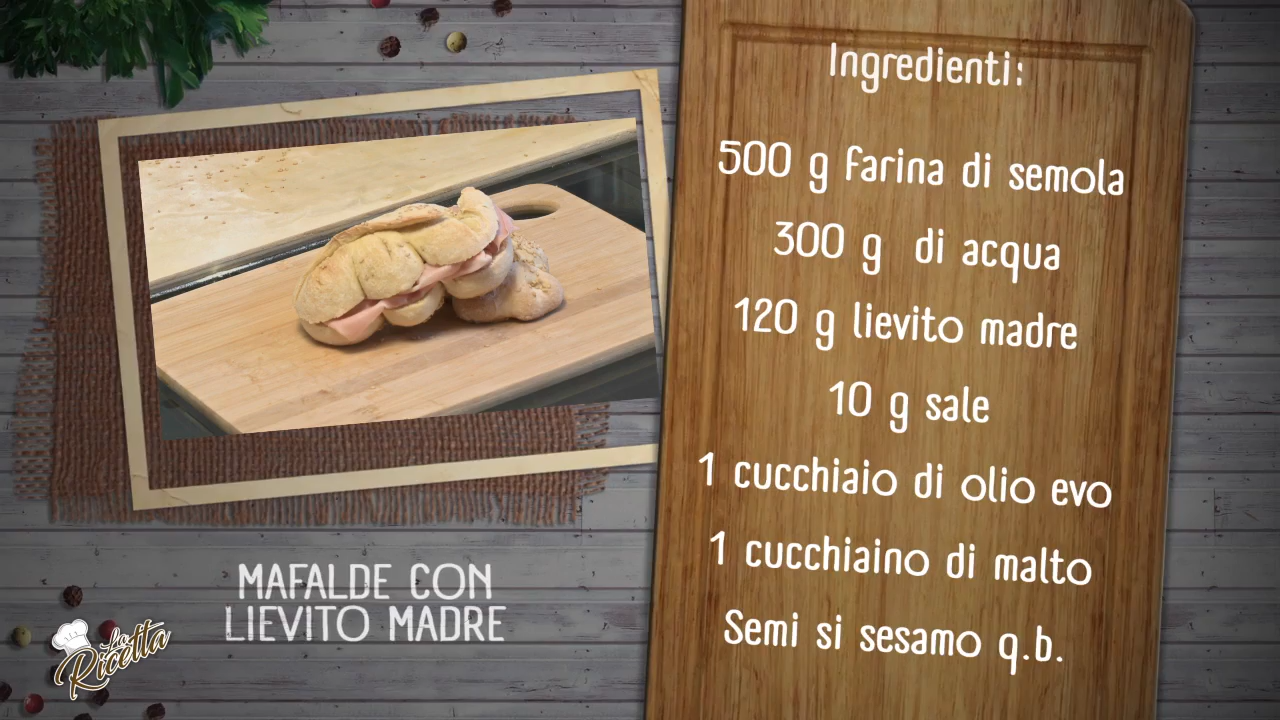 Ingredienti:
500 g farina di semola
300 g di acqua
120 g lievito madre
10 g sale
1 cucchiaio di olio evo
1 cucchiaino di malto
Semi si sesamo q.b.
MAFALDE CON
LIEVITO MADRE
La
Ricetta